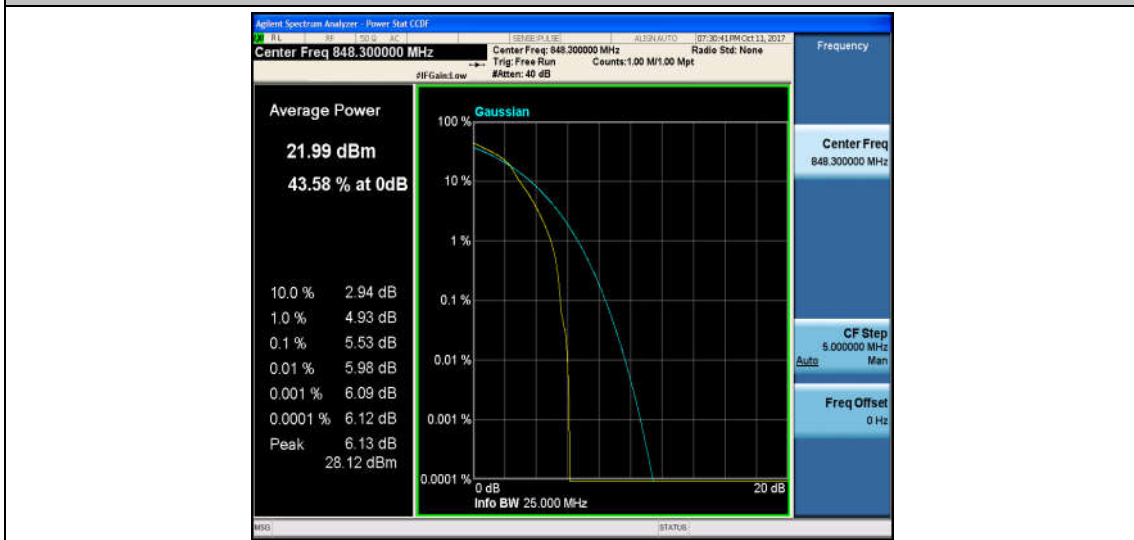 Agilent Spectrum Analyzer - Power Stat CCDF
RL RF 50 Ω AC SENSE:PULSE ALIGN AUTO 07:30:41 PM Oct 11, 2017
Center Freq 848.300000 MHz
Center Freq: 848.300000 MHz Radio Std: None
Trig: Free Run Counts:1.00 M/1.00 Mpt
#IFGain:Low #Atten: 40 dB
Frequency
Average Power
21.99 dBm
43.58 % at 0dB
10.0 % 2.94 dB
1.0 % 4.93 dB
0.1 % 5.53 dB
0.01 % 5.98 dB
0.001 % 6.09 dB
0.0001 % 6.12 dB
Peak 6.13 dB
28.12 dBm
Gaussian
100 %
10 %
1 %
0.1 %
0.01 %
0.001 %
0.0001 %
0 dB 20 dB
Info BW 25.000 MHz
Center Freq
848.300000 MHz
CF Step
5.000000 MHz
Auto Man
Freq Offset
0 Hz
MSG STATUS